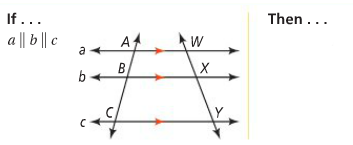 If . . .
Then . . .
a ∥ b ∥ c
a A W
b B X
c C Y